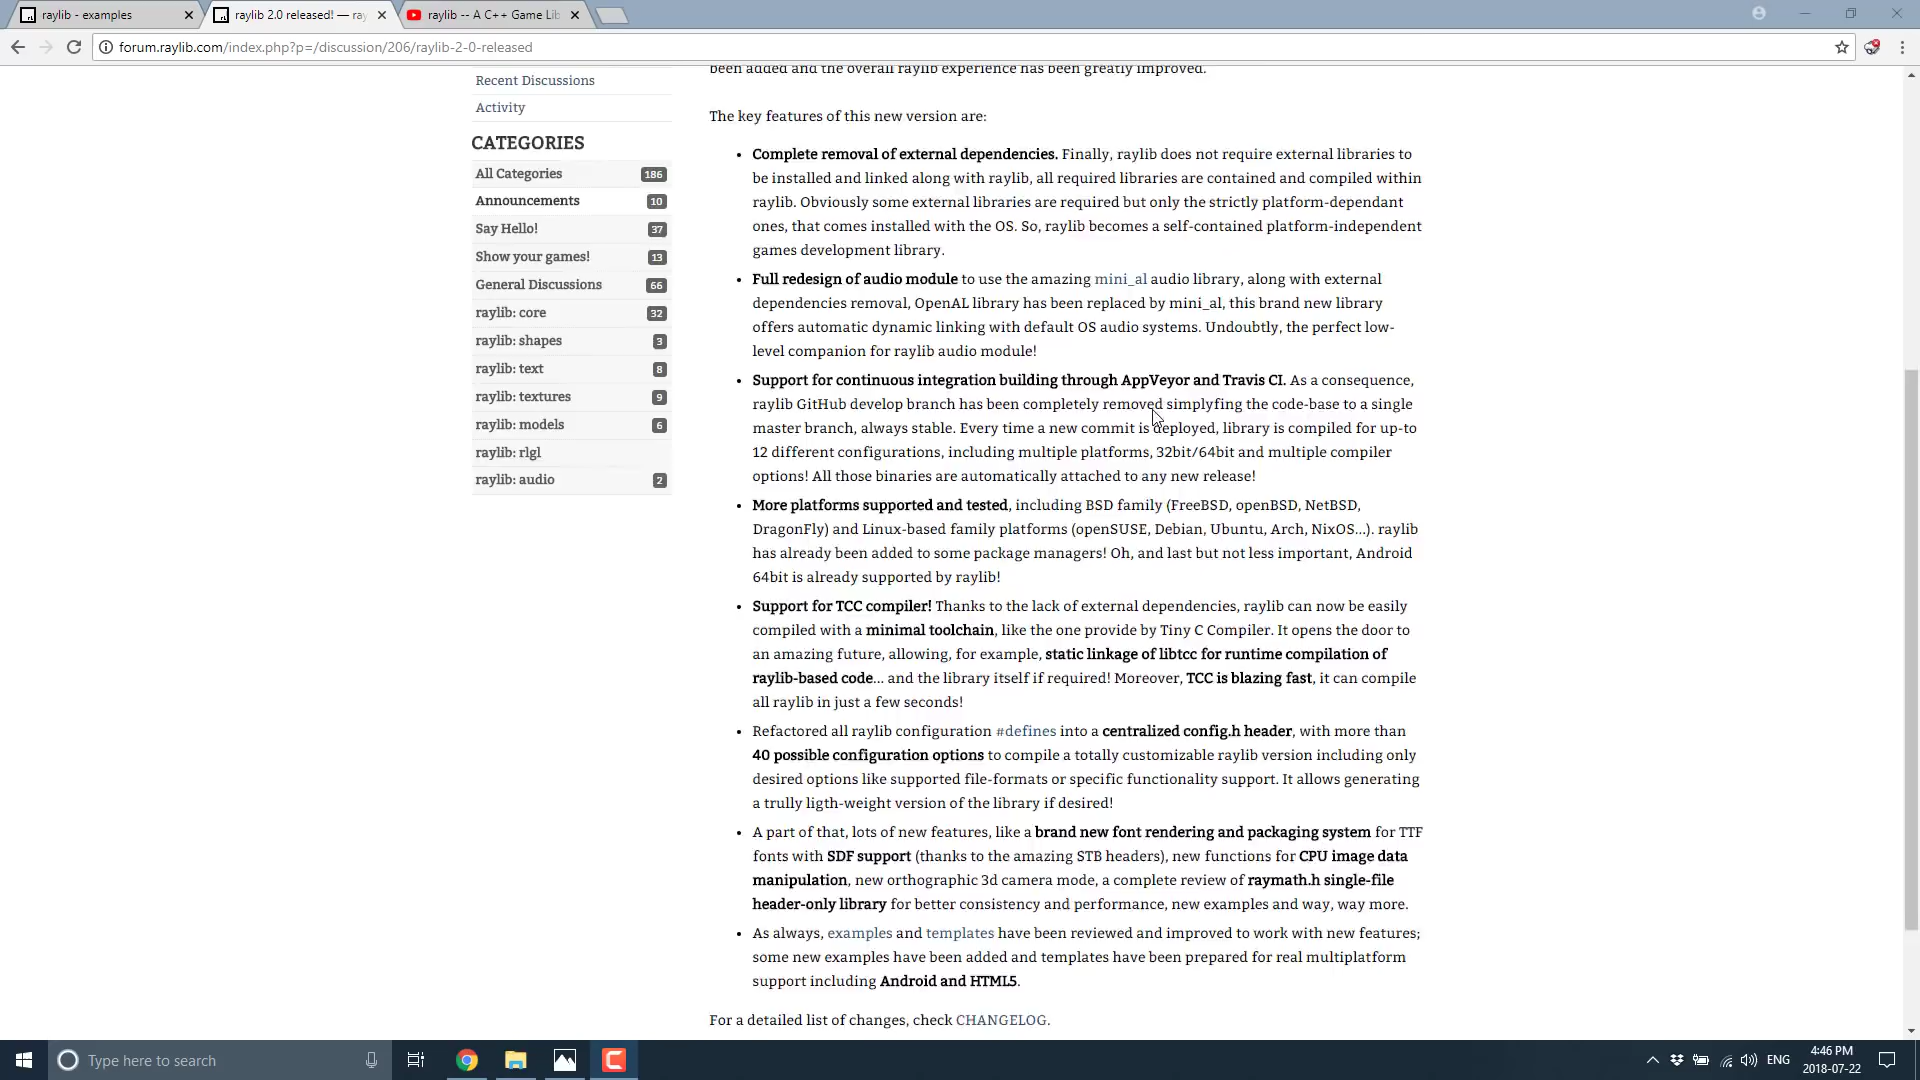 raylib - examples
raylib 2.0 released! — ray
raylib -- A C++ Game Lib
forum.raylib.com/index.php?p=/discussion/206/raylib-2-0-released
Recent Discussions
Activity
CATEGORIES
All Categories 186
Announcements 10
Say Hello! 37
Show your games! 13
General Discussions 66
raylib: core 32
raylib: shapes 3
raylib: text 8
raylib: textures 9
raylib: models 6
raylib: rlgl
raylib: audio 2
been added and the overall raylib experience has been greatly improved.
The key features of this new version are:
• Complete removal of external dependencies. Finally, raylib does not require external libraries to
be installed and linked along with raylib, all required libraries are contained and compiled within
raylib. Obviously some external libraries are required but only the strictly platform-dependant
ones, that comes installed with the OS. So, raylib becomes a self-contained platform-independent
games development library.
• Full redesign of audio module to use the amazing mini_al audio library, along with external
dependencies removal, OpenAL library has been replaced by mini_al, this brand new library
offers automatic dynamic linking with default OS audio systems. Undoubtly, the perfect low-
level companion for raylib audio module!
• Support for continuous integration building through AppVeyor and Travis CI. As a consequence,
raylib GitHub develop branch has been completely removed simplyfing the code-base to a single
master branch, always stable. Every time a new commit is deployed, library is compiled for up-to
12 different configurations, including multiple platforms, 32bit/64bit and multiple compiler
options! All those binaries are automatically attached to any new release!
• More platforms supported and tested, including BSD family (FreeBSD, openBSD, NetBSD,
DragonFly) and Linux-based family platforms (openSUSE, Debian, Ubuntu, Arch, NixOS...). raylib
has already been added to some package managers! Oh, and last but not less important, Android
64bit is already supported by raylib!
• Support for TCC compiler! Thanks to the lack of external dependencies, raylib can now be easily
compiled with a minimal toolchain, like the one provide by Tiny C Compiler. It opens the door to
an amazing future, allowing, for example, static linkage of libtcc for runtime compilation of
raylib-based code... and the library itself if required! Moreover, TCC is blazing fast, it can compile
all raylib in just a few seconds!
• Refactored all raylib configuration #defines into a centralized config.h header, with more than
40 possible configuration options to compile a totally customizable raylib version including only
desired options like supported file-formats or specific functionality support. It allows generating
a trully ligth-weight version of the library if desired!
• A part of that, lots of new features, like a brand new font rendering and packaging system for TTF
fonts with SDF support (thanks to the amazing STB headers), new functions for CPU image data
manipulation, new orthographic 3d camera mode, a complete review of raymath.h single-file
header-only library for better consistency and performance, new examples and way, way more.
• As always, examples and templates have been reviewed and improved to work with new features;
some new examples have been added and templates have been prepared for real multiplatform
support including Android and HTML5.
For a detailed list of changes, check CHANGELOG.
Type here to search
ENG
4:46 PM
2018-07-22